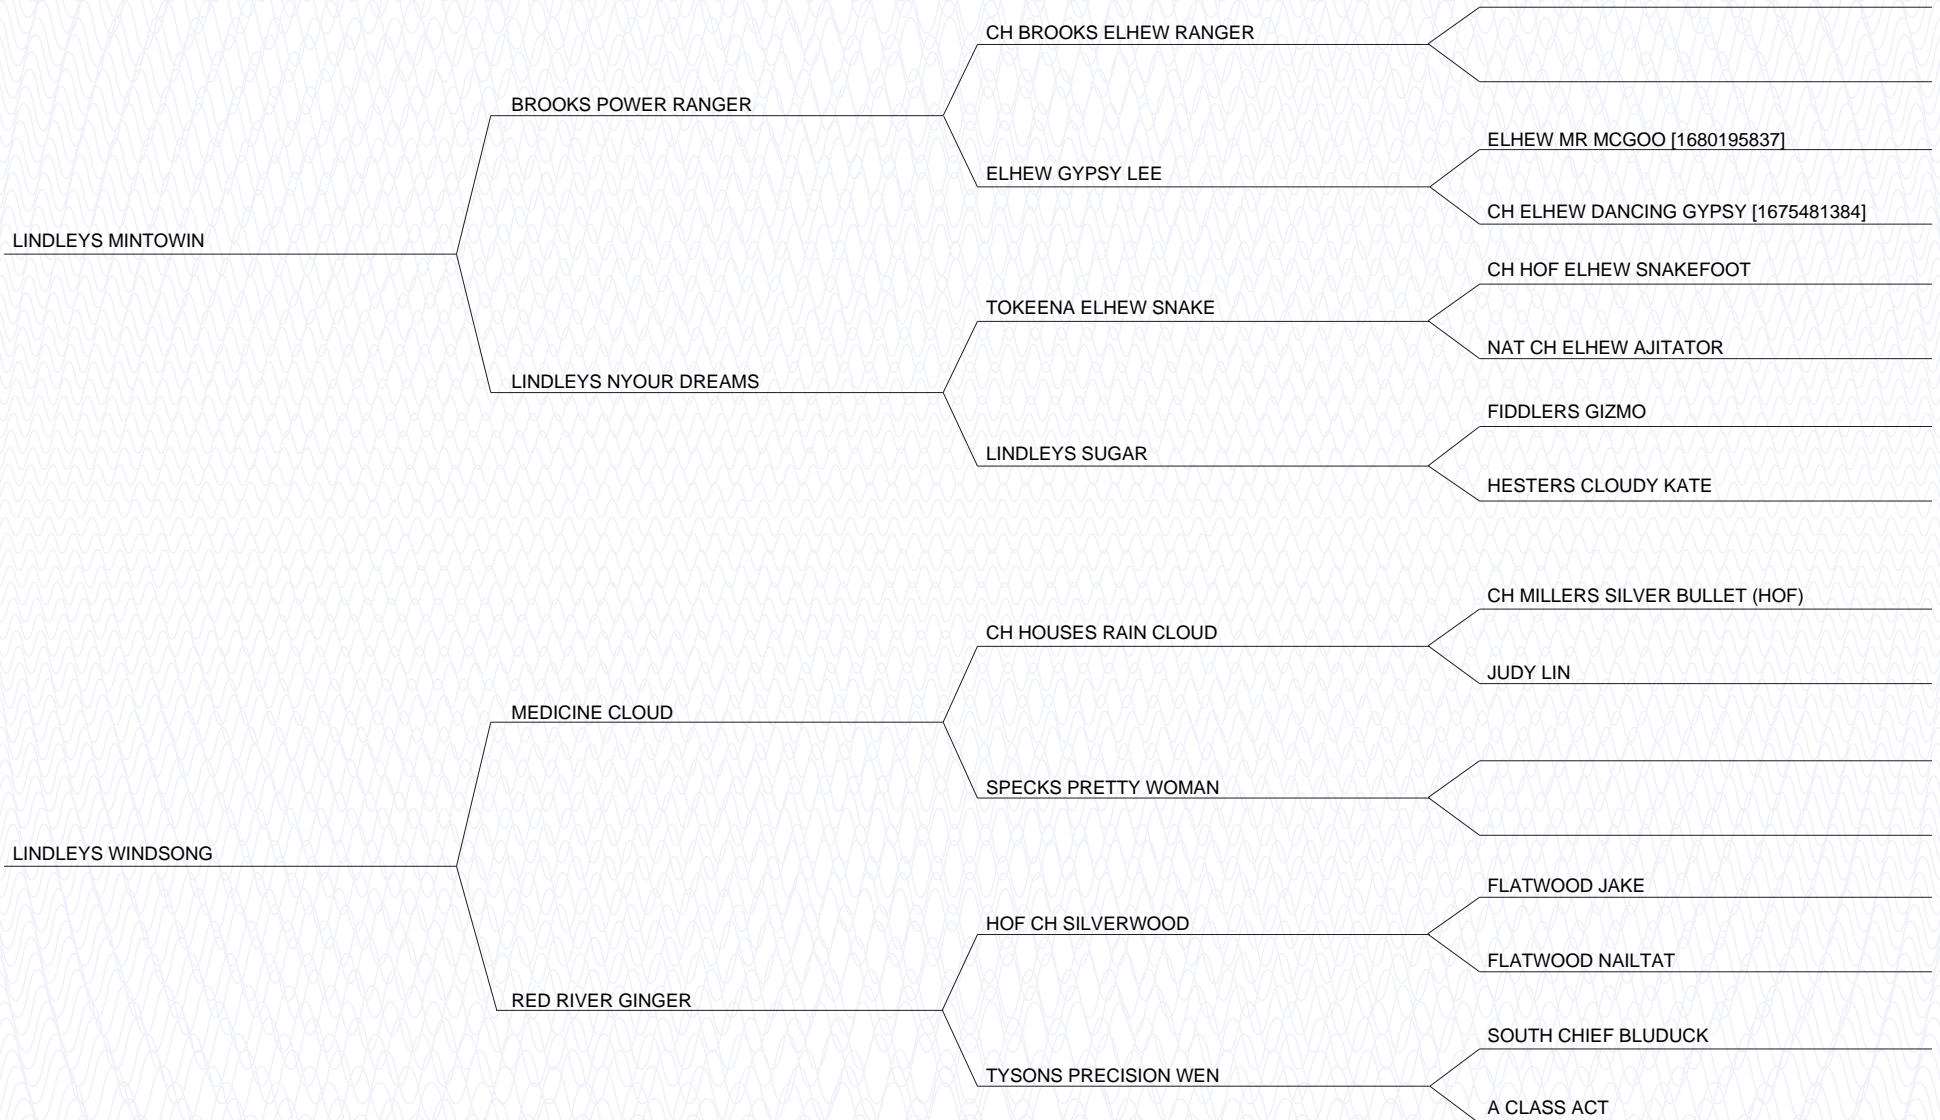 CH BROOKS ELHEW RANGER
BROOKS POWER RANGER
ELHEW MR MCGOO [1680195837]
ELHEW GYPSY LEE
CH ELHEW DANCING GYPSY [1675481384]
LINDLEYS MINTOWIN
CH HOF ELHEW SNAKEFOOT
TOKEENA ELHEW SNAKE
NAT CH ELHEW AJITATOR
LINDLEYS NYOUR DREAMS
FIDDLERS GIZMO
LINDLEYS SUGAR
HESTERS CLOUDY KATE
CH MILLERS SILVER BULLET (HOF)
CH HOUSES RAIN CLOUD
JUDY LIN
MEDICINE CLOUD
SPECKS PRETTY WOMAN
LINDLEYS WINDSONG
FLATWOOD JAKE
HOF CH SILVERWOOD
FLATWOOD NAILTAT
RED RIVER GINGER
SOUTH CHIEF BLUDUCK
TYSONS PRECISION WEN
A CLASS ACT